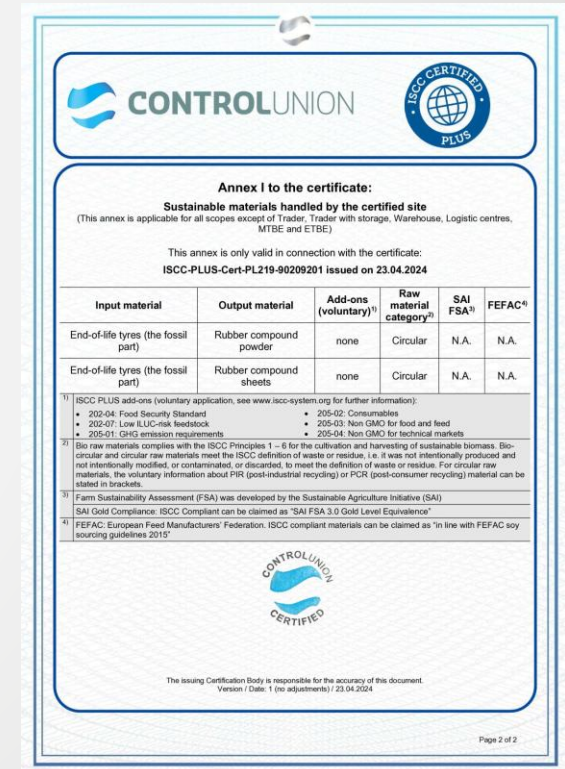 CONTROLUNION
ISCC CERTIFIED
PLUS
Annex I to the certificate:
Sustainable materials handled by the certified site
(This annex is applicable for all scopes except of Trader, Trader with storage, Warehouse, Logistic centres,
MTBE and ETBE)
This annex is only valid in connection with the certificate:
ISCC-PLUS-Cert-PL219-90209201 issued on 23.04.2024
Input material Output material Add-ons (voluntary)1) Raw material category2) SAI FSA3) FEFAC4)
End-of-life tyres (the fossil part) Rubber compound powder none Circular N.A. N.A.
End-of-life tyres (the fossil part) Rubber compound sheets none Circular N.A. N.A.
1) ISCC PLUS add-ons (voluntary application, see www.iscc-system.org for further information):
• 202-04: Food Security Standard • 205-02: Consumables
• 202-07: Low ILUC-risk feedstock • 205-03: Non GMO for food and feed
• 205-01: GHG emission requirements • 205-04: Non GMO for technical markets
2) Bio raw materials complies with the ISCC Principles 1 – 6 for the cultivation and harvesting of sustainable biomass. Bio-
circular and circular raw materials meet the ISCC definition of waste or residue, i.e. it was not intentionally produced and
not intentionally modified, or contaminated, or discarded, to meet the definition of waste or residue. For circular raw
materials, the voluntary information about PIR (post-industrial recycling) or PCR (post-consumer recycling) material can be
stated in brackets.
3) Farm Sustainability Assessment (FSA) was developed by the Sustainable Agriculture Initiative (SAI)
SAI Gold Compliance: ISCC Compliant can be claimed as "SAI FSA 3.0 Gold Level Equivalence"
4) FEFAC: European Feed Manufacturers' Federation. ISCC compliant materials can be claimed as "in line with FEFAC soy
sourcing guidelines 2015"
CONTROLUNION
CERTIFIED
The issuing Certification Body is responsible for the accuracy of this document.
Version / Date: 1 (no adjustments) / 23.04.2024
Page 2 of 2